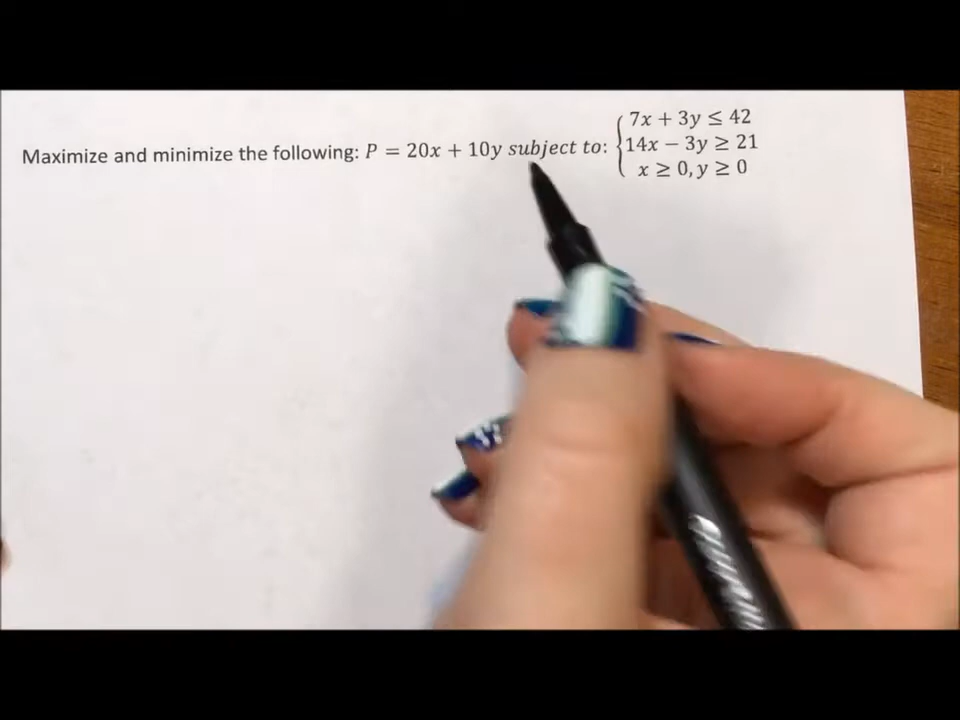 Maximize and minimize the following: P = 20x + 10y subject to: { 7x + 3y ≤ 42
14x − 3y ≥ 21
x ≥ 0, y ≥ 0